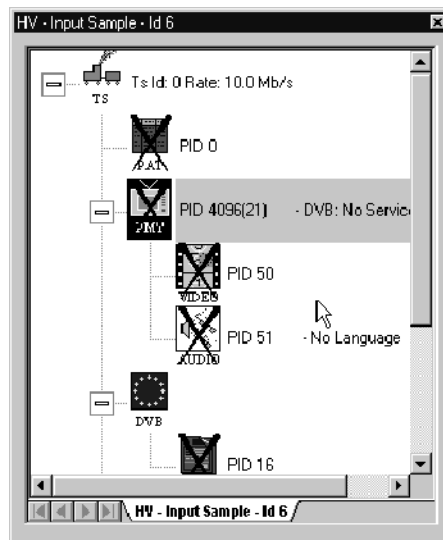 HV - Input Sample - Id 6
Ts Id: 0 Rate: 10.0 Mb/s
TS
PID 0
PAT
PID 4096(21) - DVB: No Service
PMT
PID 50
VIDEO
PID 51 - No Language
AUDIO
DVB
PID 16
HV - Input Sample - Id 6